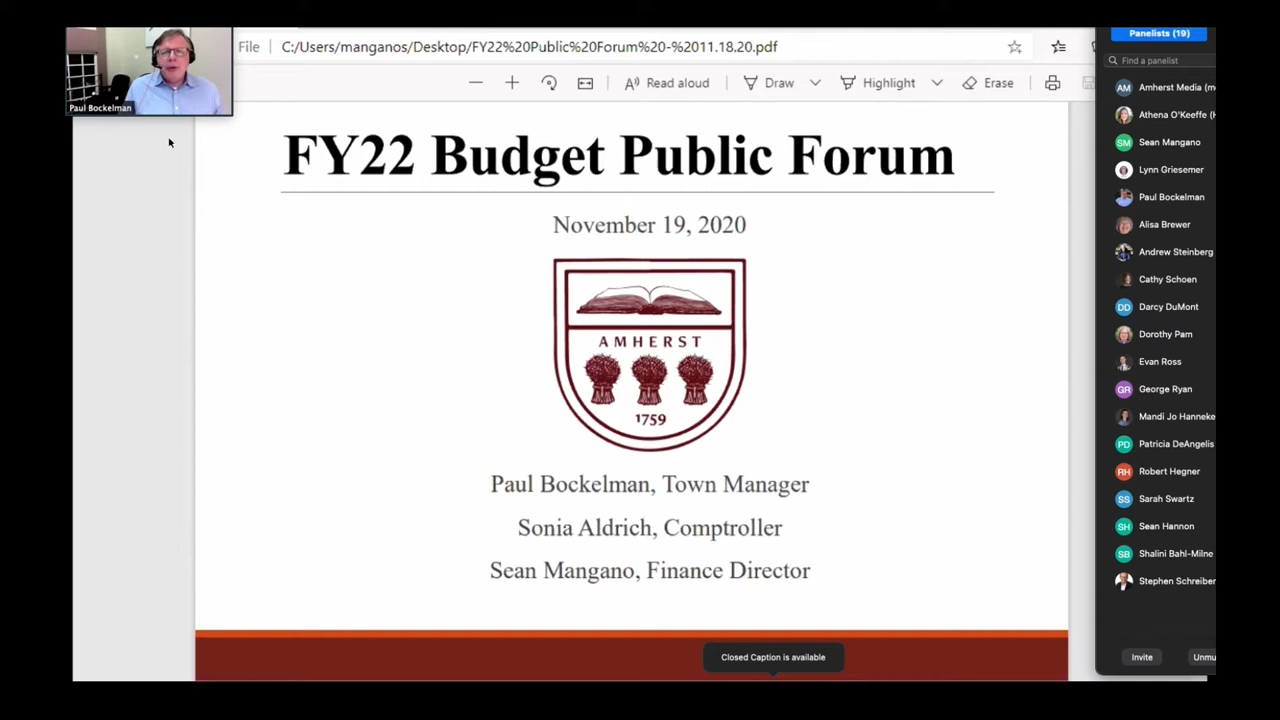 Paul Bockelman
File
C:/Users/manganos/Desktop/FY22%20Public%20Forum%20-%2011.18.20.pdf
Read aloud
Draw
Highlight
Erase
FY22 Budget Public Forum
November 19, 2020
AMHERST
1759
Paul Bockelman, Town Manager
Sonia Aldrich, Comptroller
Sean Mangano, Finance Director
Closed Caption is available
Panelists (19)
Find a panelist
AM Amherst Media (m
Athena O'Keeffe (H
SM Sean Mangano
Lynn Griesemer
Paul Bockelman
Alisa Brewer
Andrew Steinberg
Cathy Schoen
DD Darcy DuMont
Dorothy Pam
Evan Ross
GR George Ryan
Mandi Jo Hanneke
PD Patricia DeAngelis
RH Robert Hegner
SS Sarah Swartz
SH Sean Hannon
SB Shalini Bahl-Milne
Stephen Schreiber
Invite
Unmu